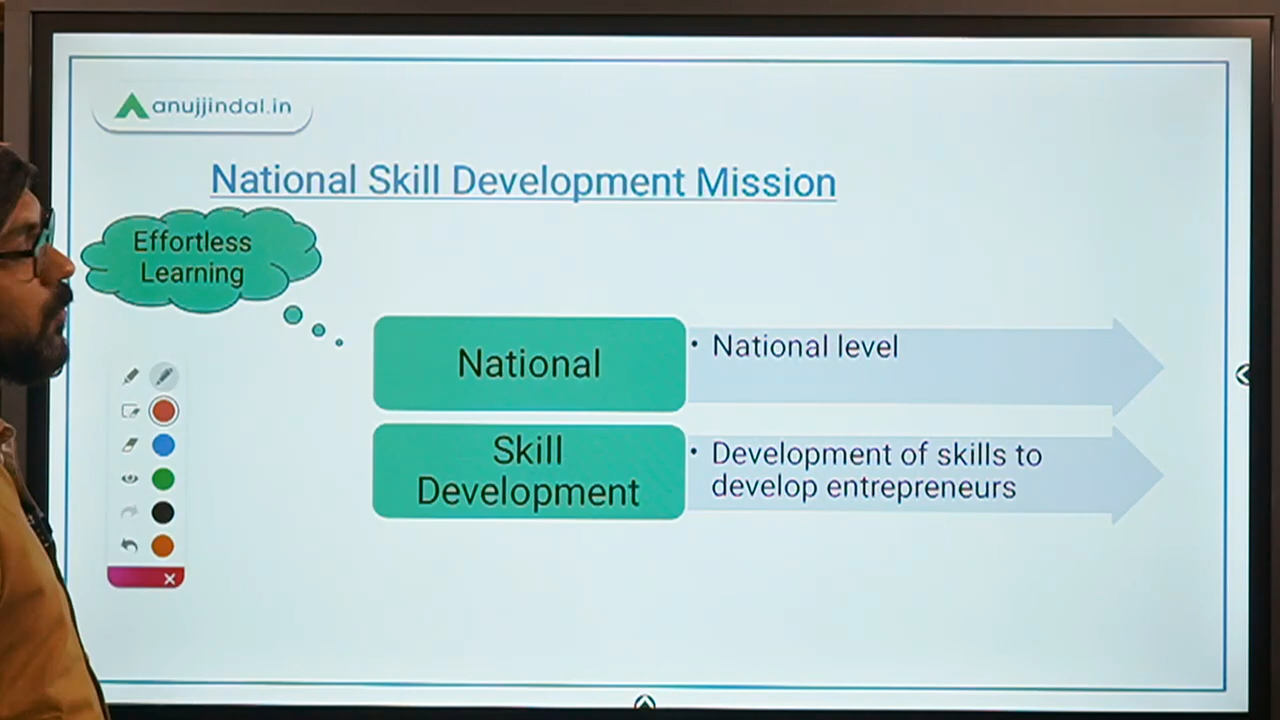 anujjindal.in
National Skill Development Mission
Effortless
Learning
National
• National level
Skill
Development
• Development of skills to
develop entrepreneurs